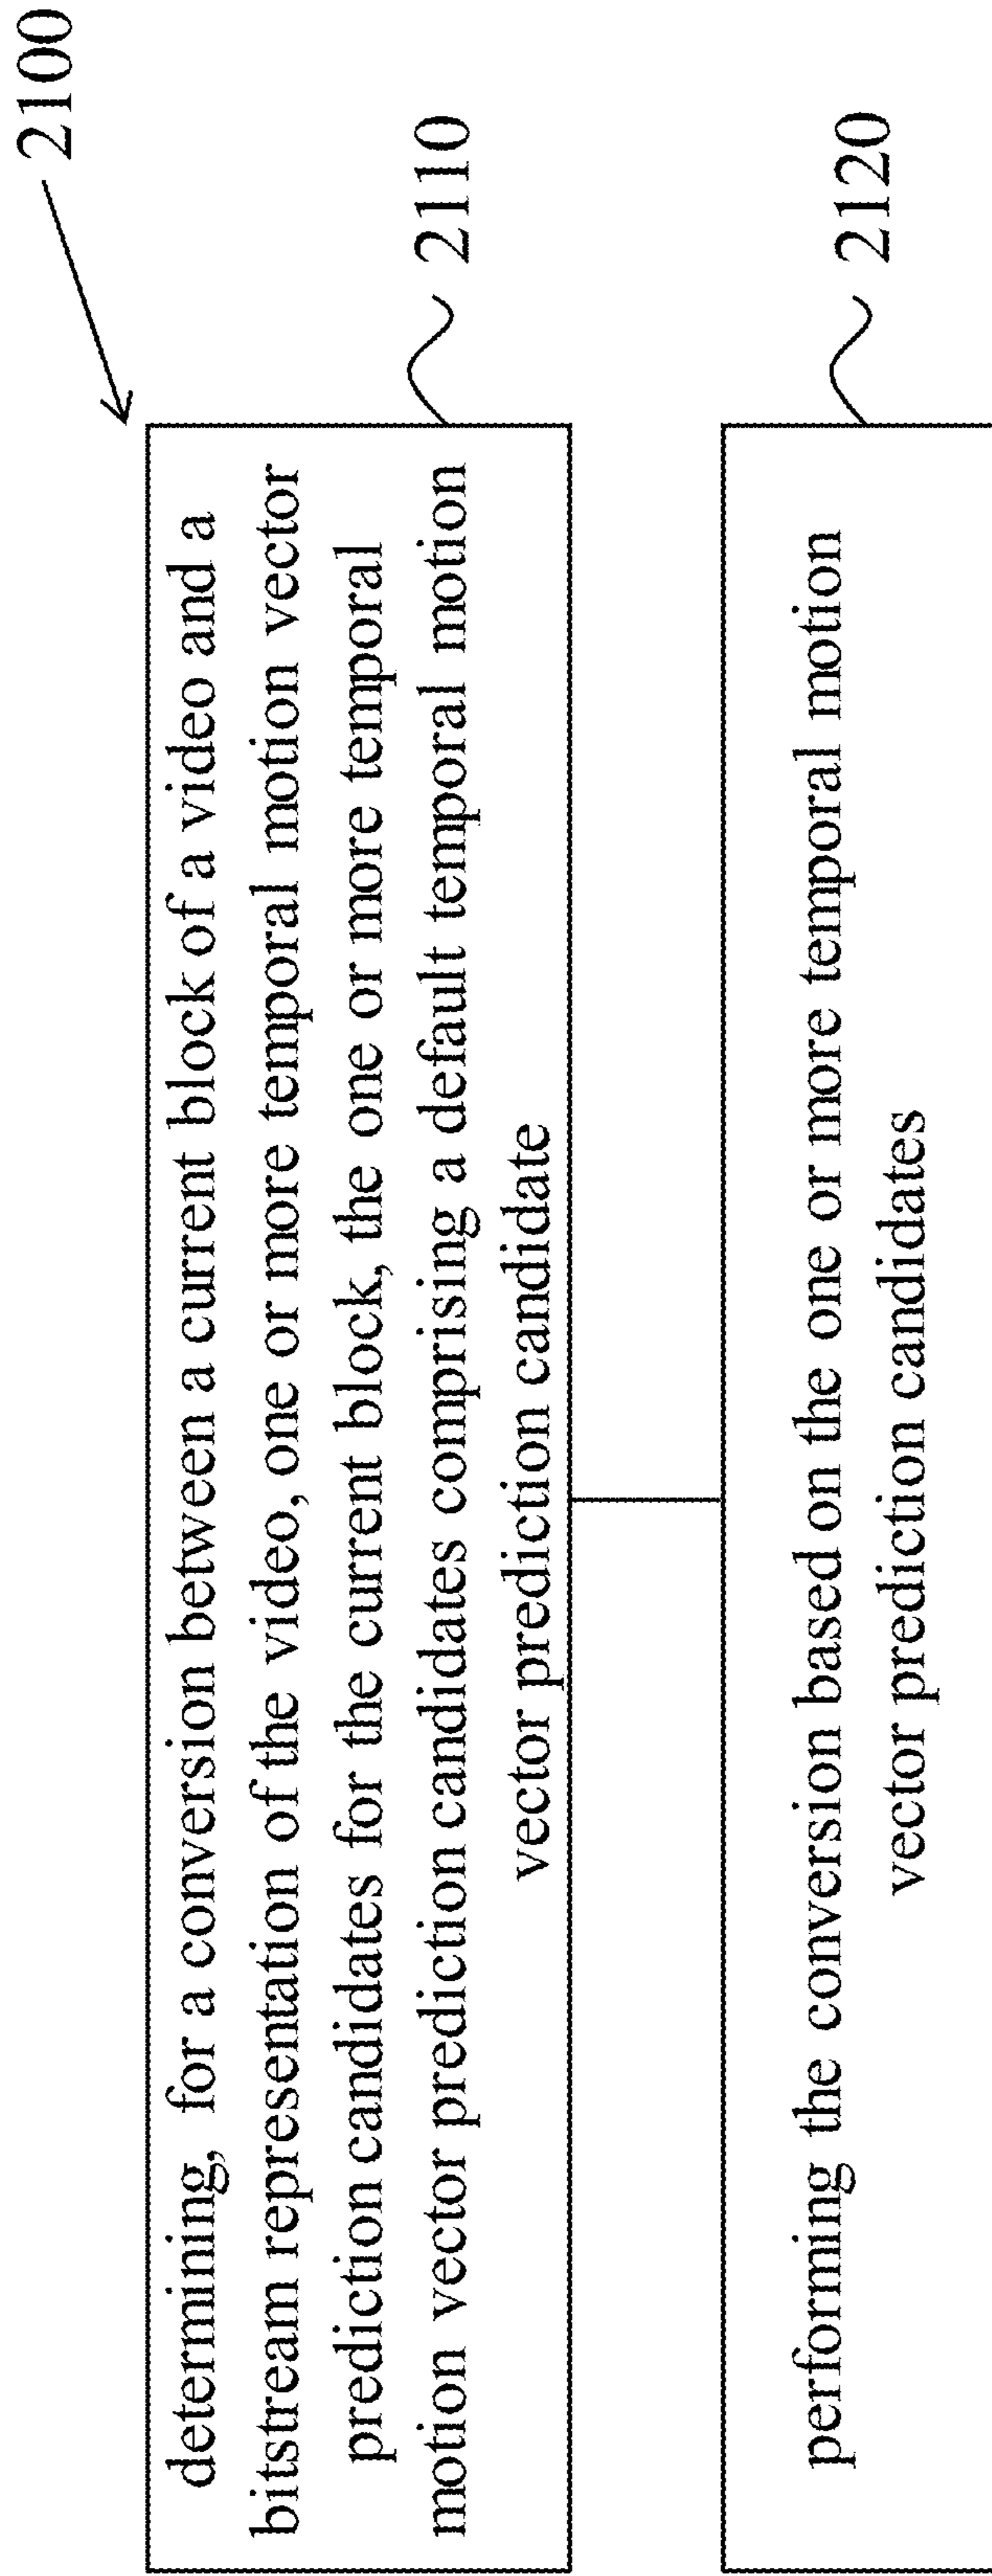 2100
determining, for a conversion between a current block of a video and a
bitstream representation of the video, one or more temporal motion vector
prediction candidates for the current block, the one or more temporal
motion vector prediction candidates comprising a default temporal motion
vector prediction candidate
2110
performing the conversion based on the one or more temporal motion
vector prediction candidates
2120